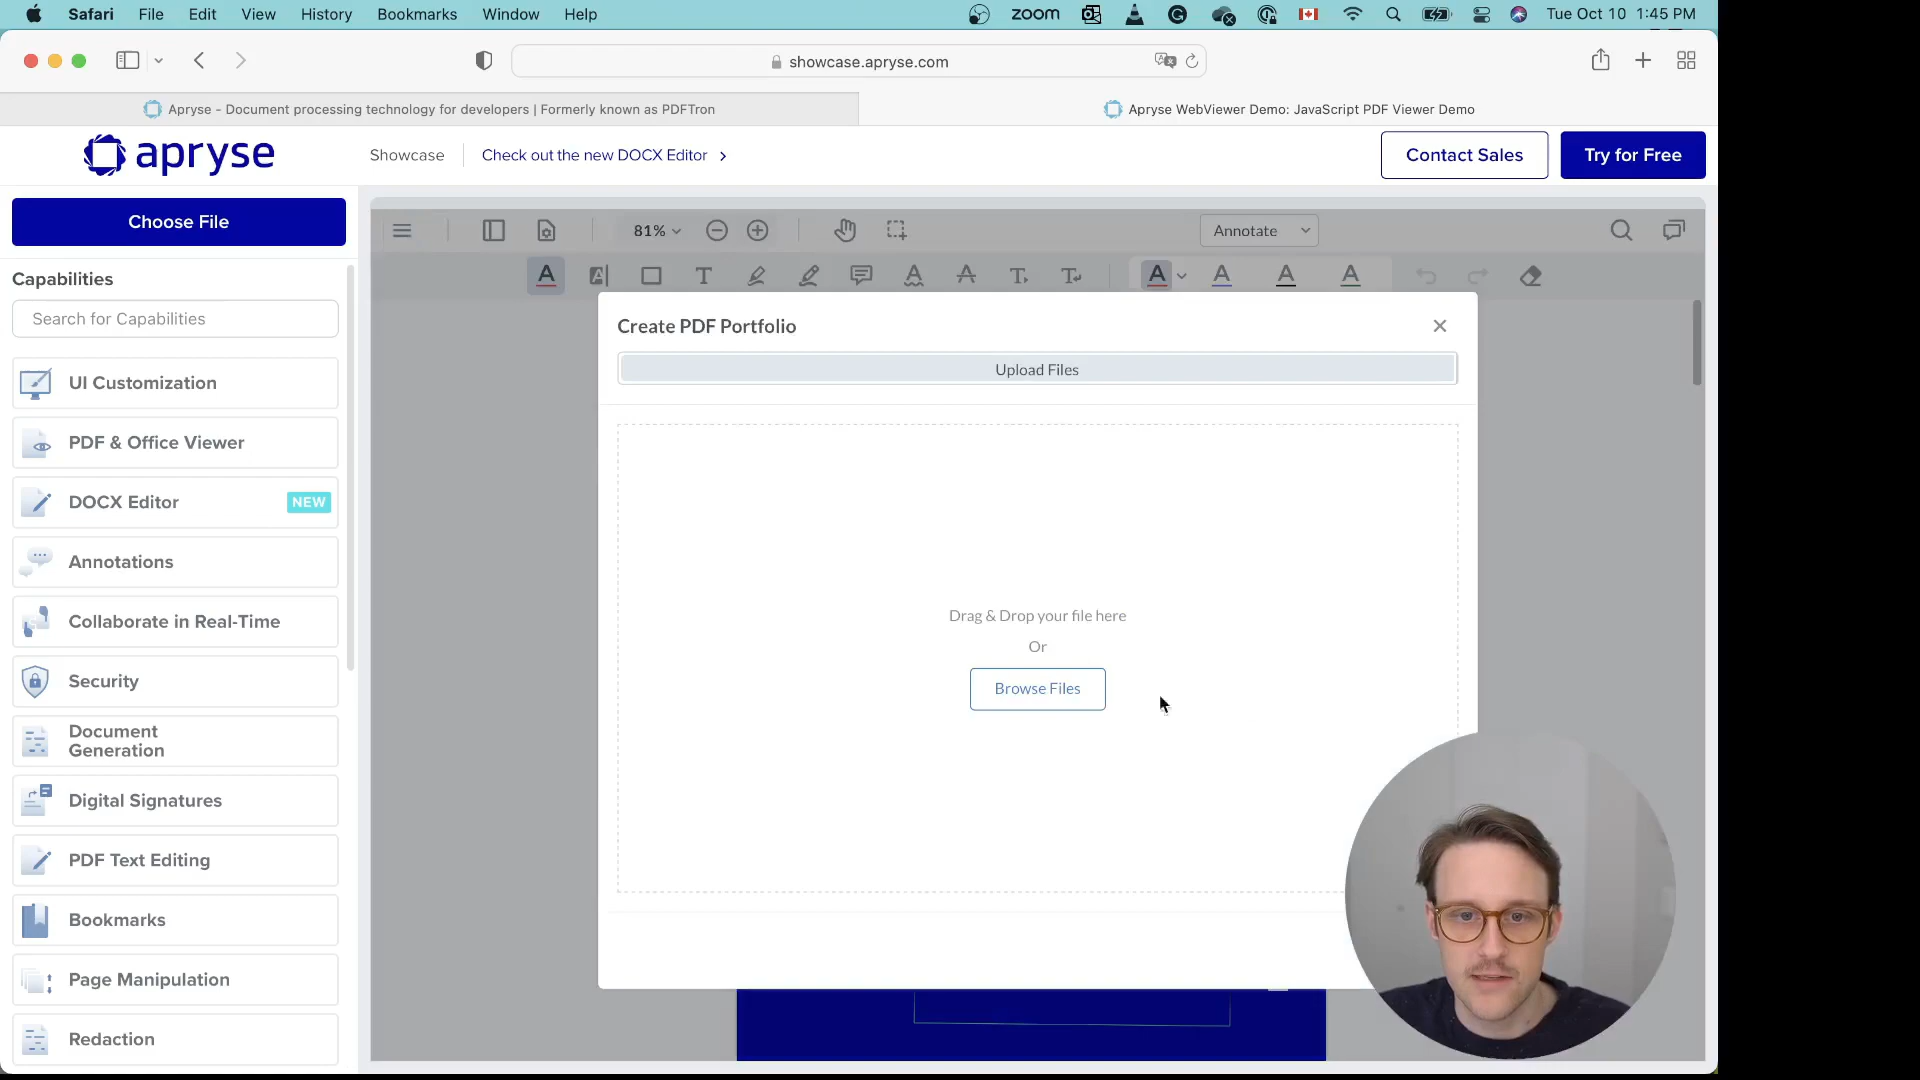 Safari File Edit View History Bookmarks Window Help zoom Tue Oct 10 1:45 PM
showcase.apryse.com
Apryse - Document processing technology for developers | Formerly known as PDFTron
Apryse WebViewer Demo: JavaScript PDF Viewer Demo
apryse
Showcase
Check out the new DOCX Editor
Contact Sales
Try for Free
Choose File
81%
Annotate
Capabilities
Search for Capabilities
UI Customization
PDF & Office Viewer
DOCX Editor NEW
Annotations
Collaborate in Real-Time
Security
Document
Generation
Digital Signatures
PDF Text Editing
Bookmarks
Page Manipulation
Redaction
Create PDF Portfolio
Upload Files
Drag & Drop your file here
Or
Browse Files